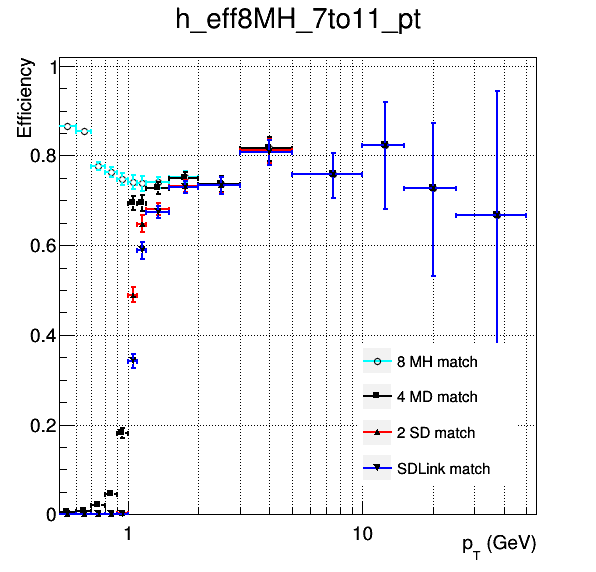 h_eff8MH_7to11_pt
Efficiency
1
0.8
0.6
0.4
0.2
0
8 MH match
4 MD match
2 SD match
SDLink match
1
10
p_T (GeV)